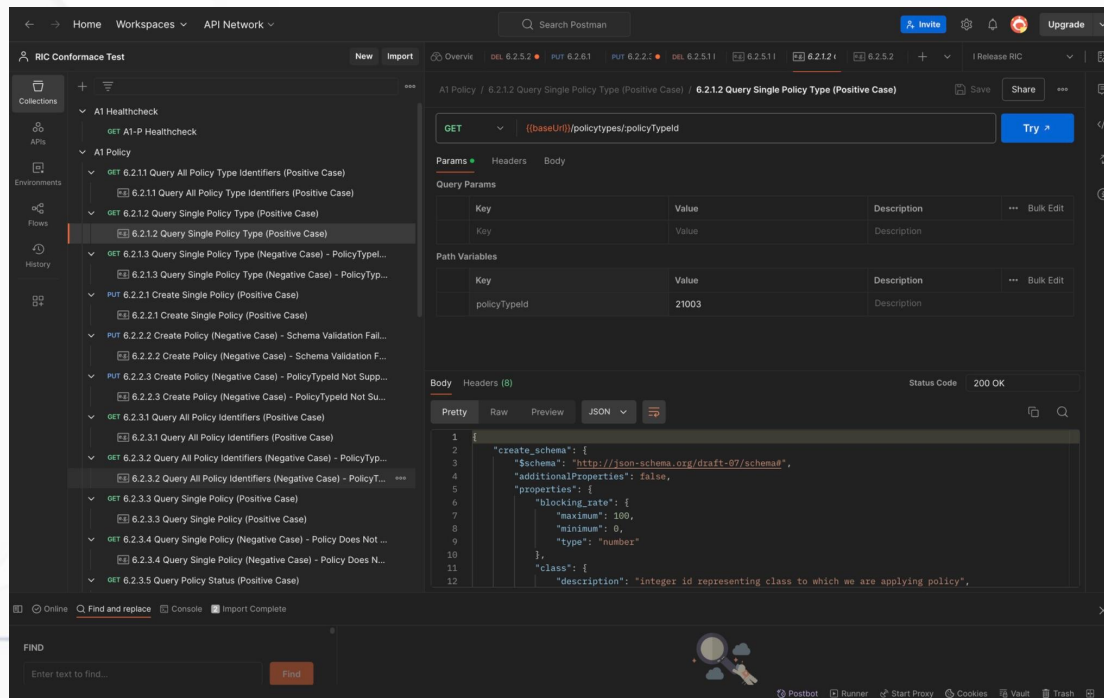 Home Workspaces API Network Search Postman Invite Upgrade
RIC Conformace Test New Import
Overvie DEL 6.2.5.2 PUT 6.2.6.1 PUT 6.2.2.: DEL 6.2.5.1 I 6.2.5.1 I 6.2.1.2 6.2.5.2 I Release RIC
Collections
APIs
Environments
Flows
History
A1 Healthcheck
GET A1-P Healthcheck
A1 Policy
GET 6.2.1.1 Query All Policy Type Identifiers (Positive Case)
e.g. 6.2.1.1 Query All Policy Type Identifiers (Positive Case)
GET 6.2.1.2 Query Single Policy Type (Positive Case)
e.g. 6.2.1.2 Query Single Policy Type (Positive Case)
GET 6.2.1.3 Query Single Policy Type (Negative Case) - PolicyTypeI...
e.g. 6.2.1.3 Query Single Policy Type (Negative Case) - PolicyTyp...
PUT 6.2.2.1 Create Single Policy (Positive Case)
e.g. 6.2.2.1 Create Single Policy (Positive Case)
PUT 6.2.2.2 Create Policy (Negative Case) - Schema Validation Fail...
e.g. 6.2.2.2 Create Policy (Negative Case) - Schema Validation F...
PUT 6.2.2.3 Create Policy (Negative Case) - PolicyTypeId Not Supp...
e.g. 6.2.2.3 Create Policy (Negative Case) - PolicyTypeId Not Su...
GET 6.2.3.1 Query All Policy Identifiers (Positive Case)
e.g. 6.2.3.1 Query All Policy Identifiers (Positive Case)
GET 6.2.3.2 Query All Policy Identifiers (Negative Case) - PolicyTyp...
e.g. 6.2.3.2 Query All Policy Identifiers (Negative Case) - PolicyT...
GET 6.2.3.3 Query Single Policy (Positive Case)
e.g. 6.2.3.3 Query Single Policy (Positive Case)
GET 6.2.3.4 Query Single Policy (Negative Case) - Policy Does Not ...
e.g. 6.2.3.4 Query Single Policy (Negative Case) - Policy Does N...
GET 6.2.3.5 Query Policy Status (Positive Case)
A1 Policy / 6.2.1.2 Query Single Policy Type (Positive Case) / 6.2.1.2 Query Single Policy Type (Positive Case) Save Share
GET {{baseUrl}}/policytypes/:policyTypeId Try
Params Headers Body
Query Params
Key Value Description Bulk Edit
Key Value Description
Path Variables
Key Value Description Bulk Edit
policyTypeId 21003 Description
Body Headers (8) Status Code 200 OK
Pretty Raw Preview JSON
1 {
2 "create_schema": {
3 "$schema": "http://json-schema.org/draft-07/schema#",
4 "additionalProperties": false,
5 "properties": {
6 "blocking_rate": {
7 "maximum": 100,
8 "minimum": 0,
9 "type": "number"
10 },
11 "class": {
12 "description": "integer id representing class to which we are applying policy",
Online Find and replace Console 2 Import Complete
FIND
Enter text to find... Find
Postbot Runner Start Proxy Cookies Vault Trash